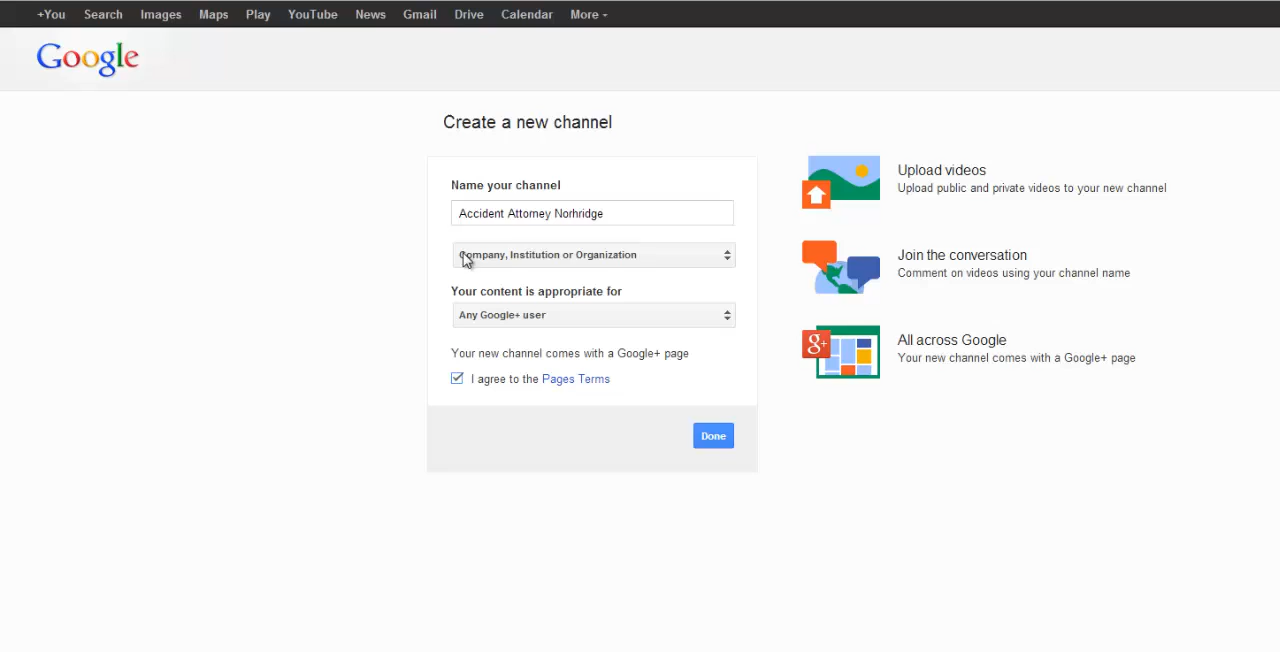 +You Search Images Maps Play YouTube News Gmail Drive Calendar More
Google
Create a new channel
Name your channel
Accident Attorney Norhridge
Company, Institution or Organization
Your content is appropriate for
Any Google+ user
Your new channel comes with a Google+ page
I agree to the Pages Terms
Done
Upload videos
Upload public and private videos to your new channel
Join the conversation
Comment on videos using your channel name
g+
All across Google
Your new channel comes with a Google+ page